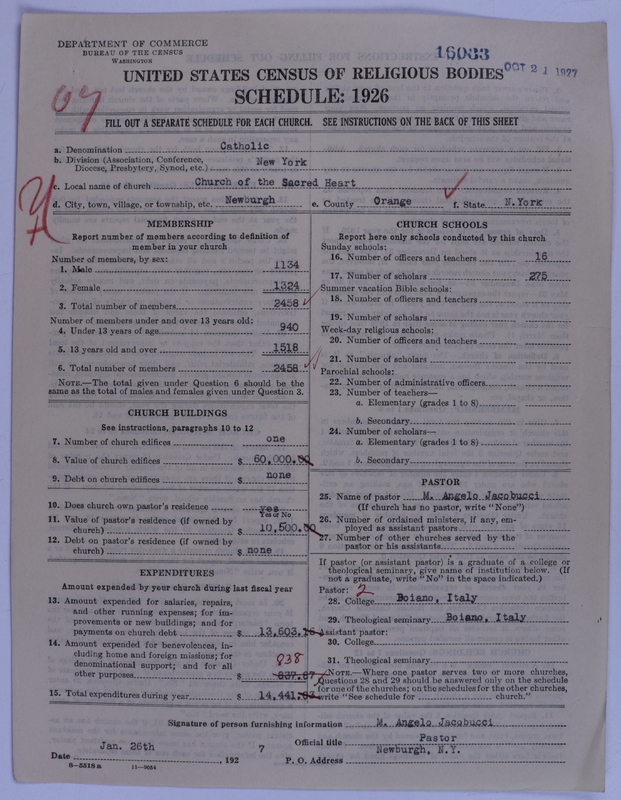 DEPARTMENT OF COMMERCE
BUREAU OF THE CENSUS
WASHINGTON
16033
OCT 21 1927
UNITED STATES CENSUS OF RELIGIOUS BODIES
SCHEDULE: 1926
FILL OUT A SEPARATE SCHEDULE FOR EACH CHURCH. SEE INSTRUCTIONS ON THE BACK OF THIS SHEET
a. Denomination Catholic
b. Division (Association, Conference, Diocese, Presbytery, Synod, etc.) New York
c. Local name of church Church of the Sacred Heart
d. City, town, village, or township, etc. Newburgh e. County Orange f. State N.York
MEMBERSHIP
Report number of members according to definition of
member in your church
Number of members, by sex:
1. Male 1134
2. Female 1324
3. Total number of members 2458
Number of members under and over 13 years old:
4. Under 13 years of age 940
5. 13 years old and over 1518
6. Total number of members 2458
NOTE.—The total given under Question 6 should be the
same as the total of males and females given under Question 3.
CHURCH BUILDINGS
See instructions, paragraphs 10 to 12
7. Number of church edifices one
8. Value of church edifices $ 60,000.00
9. Debt on church edifices $ none
10. Does church own pastor's residence yes
Yes or No
11. Value of pastor's residence (if owned by
church) $ 10,500.00
12. Debt on pastor's residence (if owned by
church) $ none
EXPENDITURES
Amount expended by your church during last fiscal year
13. Amount expended for salaries, repairs,
and other running expenses; for im-
provements or new buildings; and for
payments on church debt $ 13,603.16
14. Amount expended for benevolences, in-
cluding home and foreign missions; for
denominational support; and for all
other purposes $ 837.87
838
15. Total expenditures during year $ 14,441.
CHURCH SCHOOLS
Report here only schools conducted by this church
Sunday schools:
16. Number of officers and teachers 16
17. Number of scholars 275
Summer vacation Bible schools:
18. Number of officers and teachers
19. Number of scholars
Week-day religious schools:
20. Number of officers and teachers
21. Number of scholars
Parochial schools:
22. Number of administrative officers
23. Number of teachers—
a. Elementary (grades 1 to 8)
b. Secondary
24. Number of scholars—
a. Elementary (grades 1 to 8)
b. Secondary
PASTOR
25. Name of pastor M. Angelo Jacobucci
(If church has no pastor, write "None")
26. Number of ordained ministers, if any, em-
ployed as assistant pastors
27. Number of other churches served by the
pastor or his assistants
If pastor (or assistant pastor) is a graduate of a college or
theological seminary, give name of institution below. (If
not a graduate, write "No" in the space indicated.)
Pastor: 2
28. College Boiano, Italy
29. Theological seminary Boiano, Italy
Assistant pastor:
30. College
31. Theological seminary
NOTE.—Where one pastor serves two or more churches,
Questions 28 and 29 should be answered only on the schedule
for one of the churches; on the schedules for the other churches,
write "See schedule for church."
Signature of person furnishing information M. Angelo Jacobucci
Official title Pastor
Date Jan. 26th 192 7 P. O. Address Newburgh, N.Y.
8—5518a 11—9054